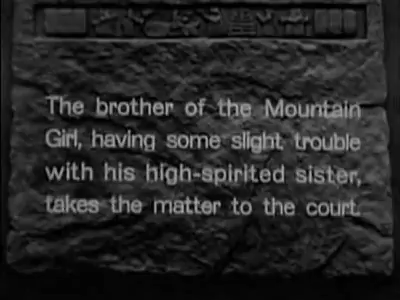 The brother of the Mountain
Girl, having some slight trouble
with his high-spirited sister,
takes the matter to the court.